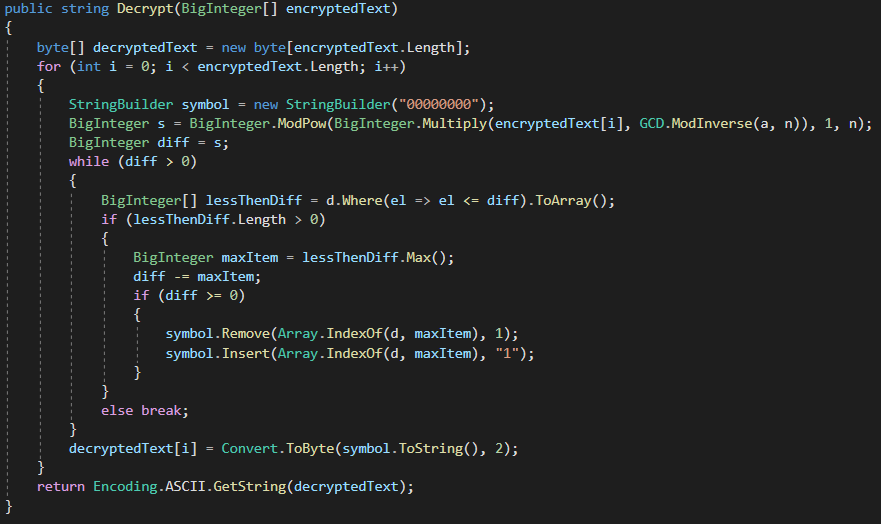 public string Decrypt(BigInteger[] encryptedText)
{
    byte[] decryptedText = new byte[encryptedText.Length];
    for (int i = 0; i < encryptedText.Length; i++)
    {
        StringBuilder symbol = new StringBuilder("00000000");
        BigInteger s = BigInteger.ModPow(BigInteger.Multiply(encryptedText[i], GCD.ModInverse(a, n)), 1, n);
        BigInteger diff = s;
        while (diff > 0)
        {
            BigInteger[] lessThenDiff = d.Where(el => el <= diff).ToArray();
            if (lessThenDiff.Length > 0)
            {
                BigInteger maxItem = lessThenDiff.Max();
                diff -= maxItem;
                if (diff >= 0)
                {
                    symbol.Remove(Array.IndexOf(d, maxItem), 1);
                    symbol.Insert(Array.IndexOf(d, maxItem), "1");
                }
            }
            else break;
        }
        decryptedText[i] = Convert.ToByte(symbol.ToString(), 2);
    }
    return Encoding.ASCII.GetString(decryptedText);
}